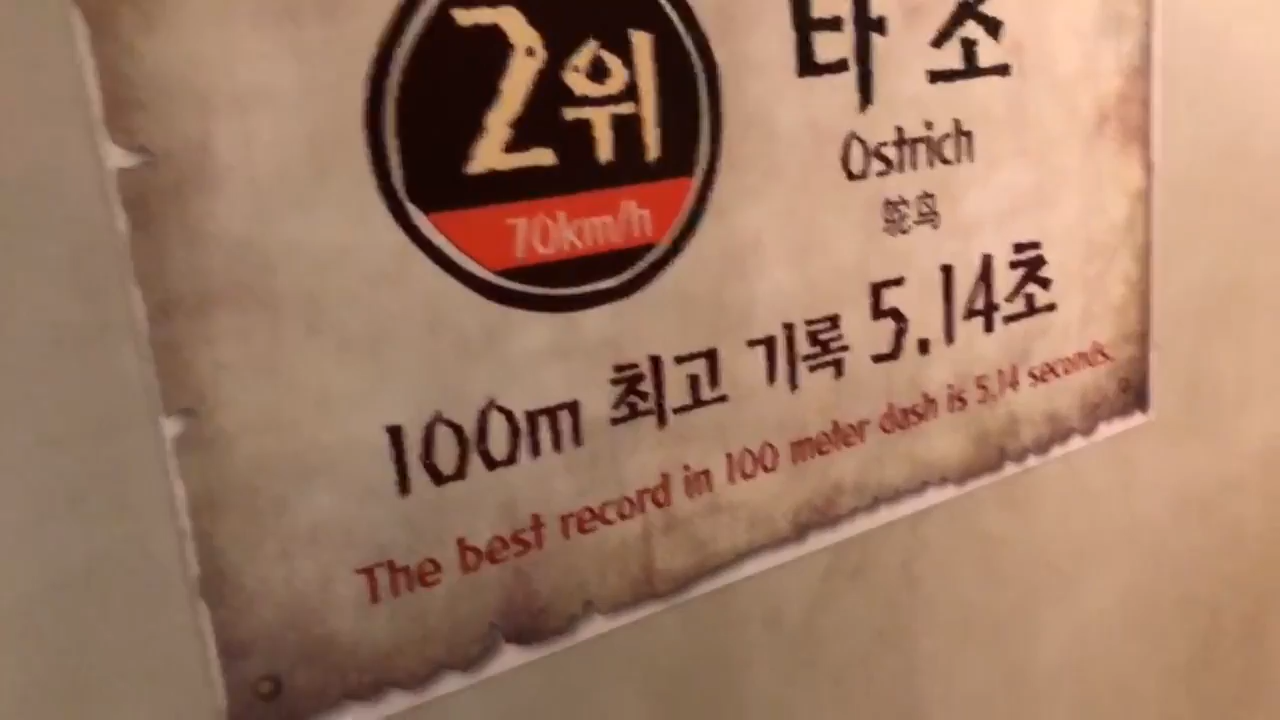 2위
70km/h
타 조
Ostrich
鸵鸟
100m 최고 기록 5.14초
The best record in 100 meter dash is 5.14 seconds.